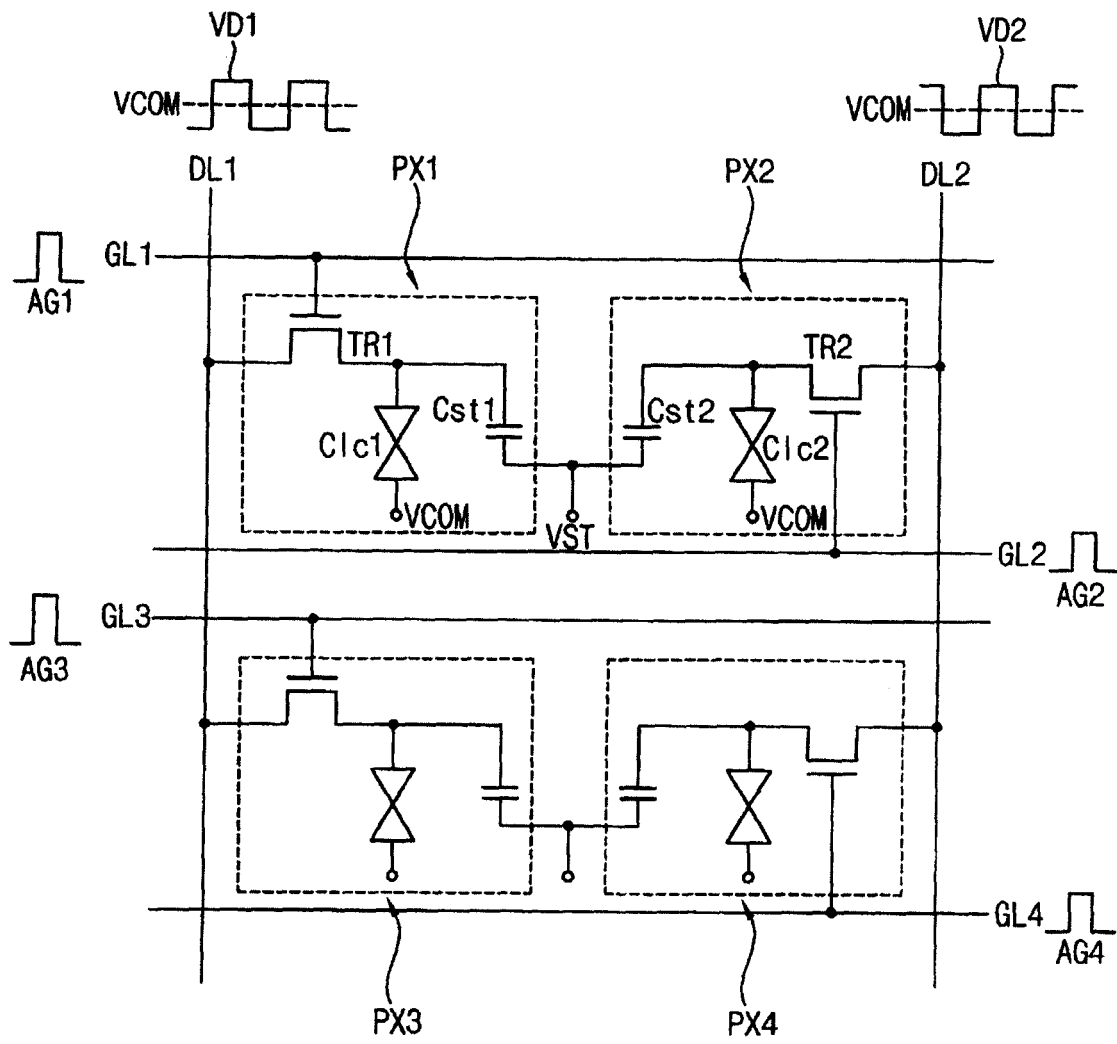 VD1
VD2
VCOM
VCOM
DL1
PX1
PX2
DL2
GL1
AG1
TR1
TR2
Cst1
Cst2
Clc1
Clc2
VCOM
VST
VCOM
GL2
AG2
GL3
AG3
GL4
AG4
PX3
PX4